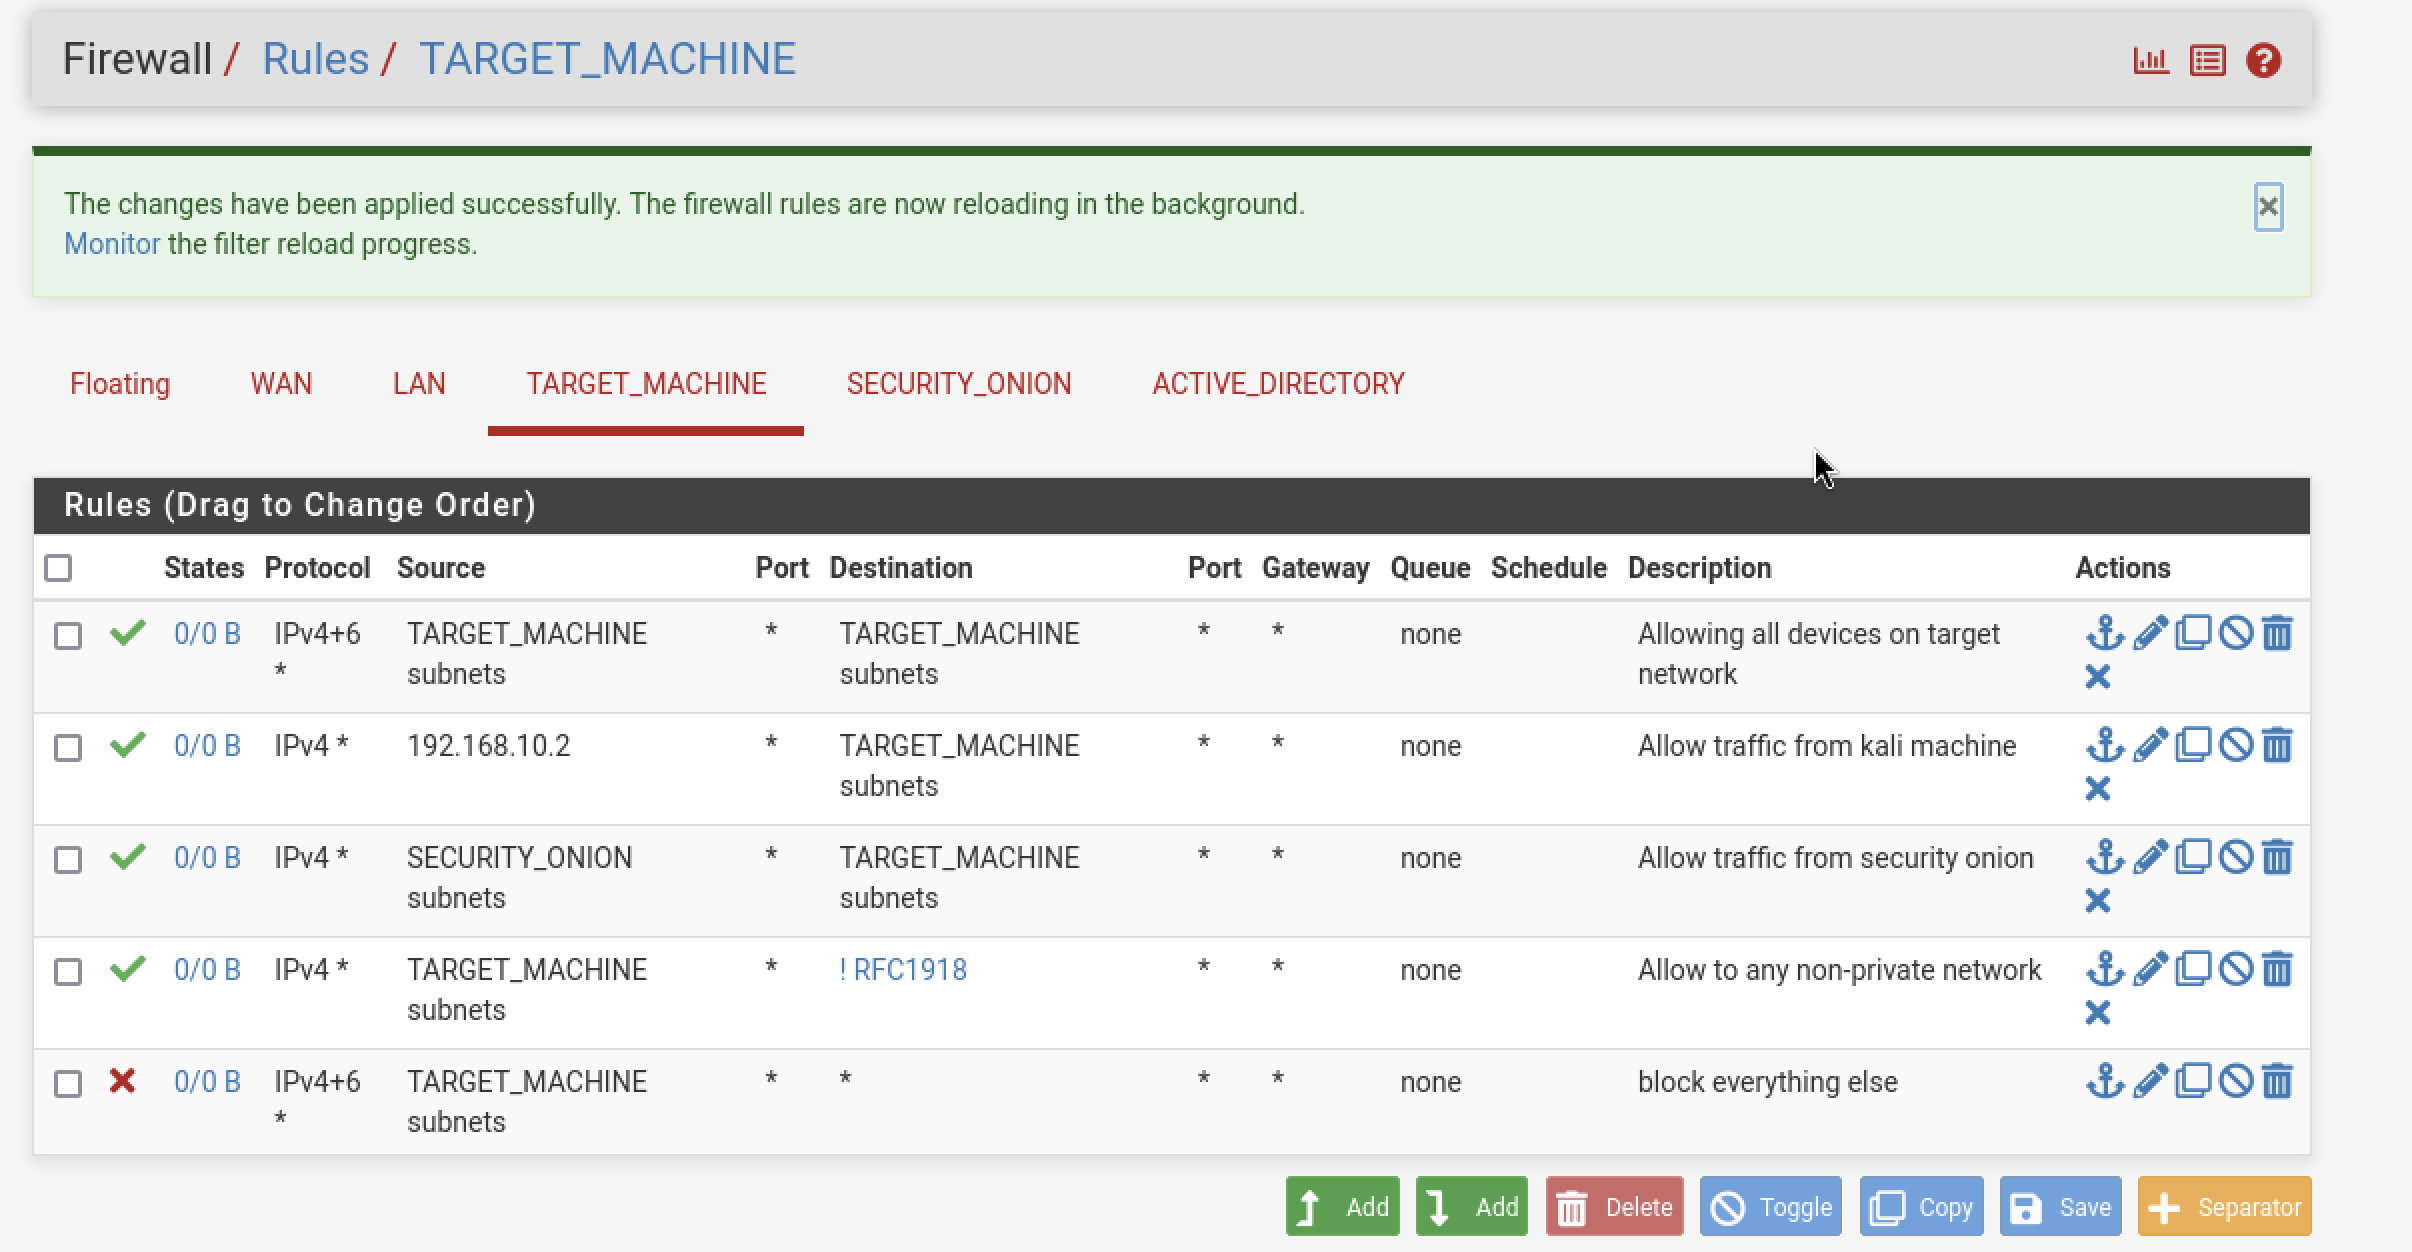 Firewall / Rules / TARGET_MACHINE
The changes have been applied successfully. The firewall rules are now reloading in the background.
Monitor the filter reload progress.
Floating WAN LAN TARGET_MACHINE SECURITY_ONION ACTIVE_DIRECTORY
Rules (Drag to Change Order)
States Protocol Source Port Destination Port Gateway Queue Schedule Description Actions
0/0 B IPv4+6 TARGET_MACHINE * TARGET_MACHINE * * none Allowing all devices on target
* subnets subnets network
0/0 B IPv4 * 192.168.10.2 * TARGET_MACHINE * * none Allow traffic from kali machine
subnets
0/0 B IPv4 * SECURITY_ONION * TARGET_MACHINE * * none Allow traffic from security onion
subnets subnets
0/0 B IPv4 * TARGET_MACHINE * ! RFC1918 * * none Allow to any non-private network
subnets
0/0 B IPv4+6 TARGET_MACHINE * * * * none block everything else
* subnets
Add Add Delete Toggle Copy Save Separator